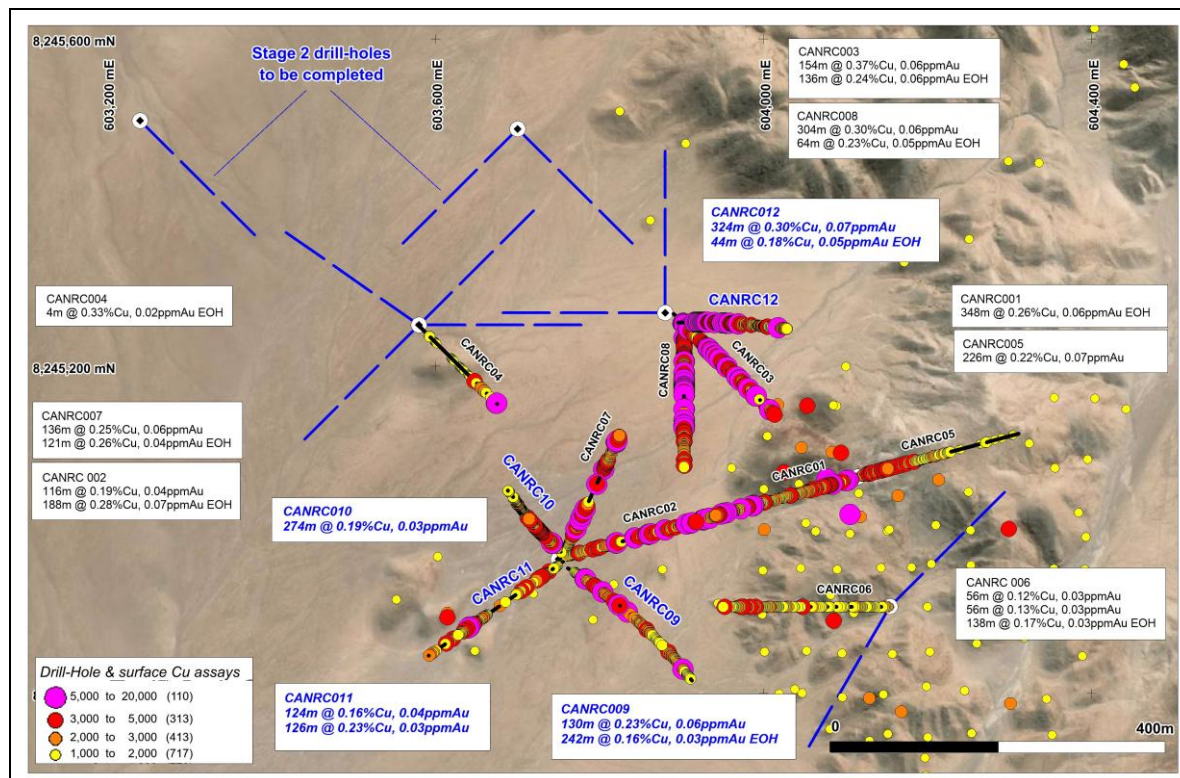 8,245,600 mN
603,200 mE
Stage 2 drill-holes
to be completed
603,600 mE
604,000 mE
604,400 mE
CANRC003
154m @ 0.37%Cu, 0.06ppmAu
136m @ 0.24%Cu, 0.06ppmAu EOH
CANRC008
304m @ 0.30%Cu, 0.06ppmAu
64m @ 0.23%Cu, 0.05ppmAu EOH
CANRC012
324m @ 0.30%Cu, 0.07ppmAu
44m @ 0.18%Cu, 0.05ppmAu EOH
CANRC004
4m @ 0.33%Cu, 0.02ppmAu EOH
CANRC12
CANRC001
348m @ 0.26%Cu, 0.06ppmAu EOH
CANRC005
226m @ 0.22%Cu, 0.07ppmAu
8,245,200 mN
CANRC04
CANRC08
CANRC03
CANRC007
136m @ 0.25%Cu, 0.06ppmAu
121m @ 0.26%Cu, 0.04ppmAu EOH
CANRC 002
116m @ 0.19%Cu, 0.04ppmAu
188m @ 0.28%Cu, 0.07ppmAu EOH
CANRC07
CANRC05
CANRC01
CANRC02
CANRC10
CANRC010
274m @ 0.19%Cu, 0.03ppmAu
CANRC11
CANRC09
CANRC06
CANRC 006
56m @ 0.12%Cu, 0.03ppmAu
56m @ 0.13%Cu, 0.03ppmAu
138m @ 0.17%Cu, 0.03ppmAu EOH
Drill-Hole & surface Cu assays
5,000 to 20,000 (110)
3,000 to 5,000 (313)
2,000 to 3,000 (413)
1,000 to 2,000 (717)
CANRC011
124m @ 0.16%Cu, 0.04ppmAu
126m @ 0.23%Cu, 0.03ppmAu
CANRC009
130m @ 0.23%Cu, 0.06ppmAu
242m @ 0.16%Cu, 0.03ppmAu EOH
0
400m